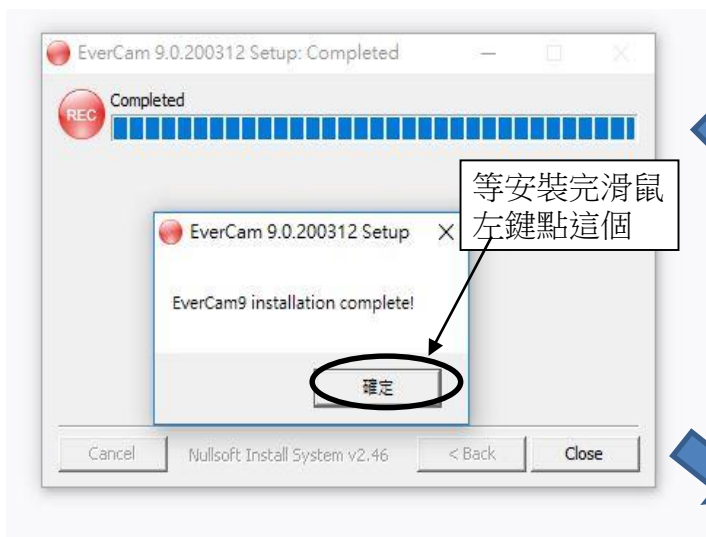 EverCam 9.0.200312 Setup: Completed
REC
Completed
等安裝完滑鼠
左鍵點這個
EverCam 9.0.200312 Setup
EverCam9 installation complete!
確定
Cancel
Nullsoft Install System v2.46
< Back
Close